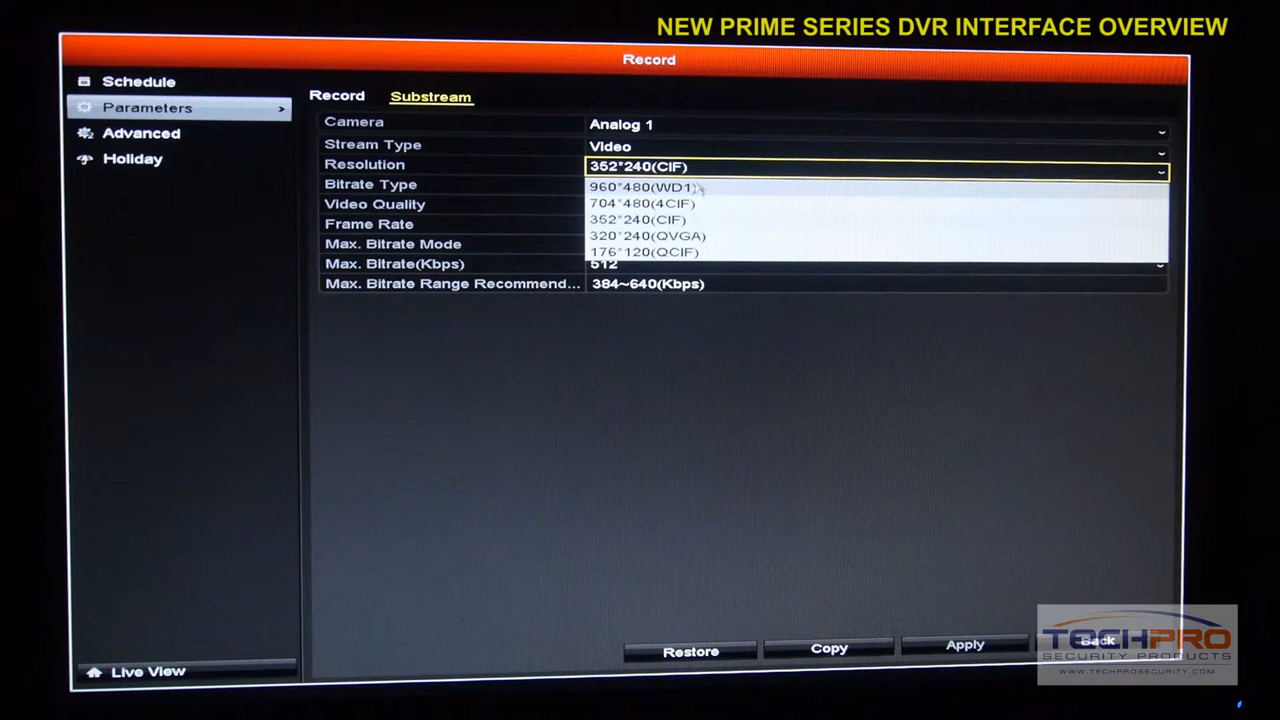 NEW PRIME SERIES DVR INTERFACE OVERVIEW
Record
Schedule
Parameters >
Advanced
Holiday
Record Substream
Camera Analog 1
Stream Type Video
Resolution 352*240(CIF)
Bitrate Type 960*480(WD1)
Video Quality 704*480(4CIF)
Frame Rate 352*240(CIF)
Max. Bitrate Mode 320*240(QVGA)
176*120(QCIF)
Max. Bitrate(Kbps) 512
Max. Bitrate Range Recommend... 384~640(Kbps)
Restore Copy Apply Back
Live View
TECHPRO
SECURITY PRODUCTS
WWW.TECHPROSECURITY.COM